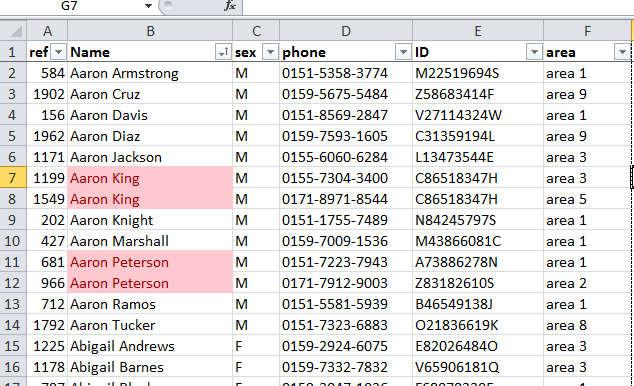 G7 fx
A B C D E F
1 ref Name sex phone ID area
2 584 Aaron Armstrong M 0151-5358-3774 M22519694S area 1
3 1902 Aaron Cruz M 0159-5675-5484 Z58683414F area 9
4 156 Aaron Davis M 0151-8569-2847 V27114324W area 1
5 1962 Aaron Diaz M 0159-7593-1605 C31359194L area 9
6 1171 Aaron Jackson M 0155-6060-6284 L13473544E area 3
7 1199 Aaron King M 0155-7304-3400 C86518347H area 3
8 1549 Aaron King M 0171-8971-8544 C86518347H area 5
9 202 Aaron Knight M 0151-1755-7489 N84245797S area 1
10 427 Aaron Marshall M 0159-7009-1536 M43866081C area 1
11 681 Aaron Peterson M 0151-7223-7943 A73886278N area 1
12 966 Aaron Peterson M 0171-7912-9003 Z83182610S area 2
13 712 Aaron Ramos M 0151-5581-5939 B46549138J area 1
14 1792 Aaron Tucker M 0151-7323-6883 O21836619K area 8
15 1225 Abigail Andrews F 0159-2924-6075 E82026484O area 3
16 1178 Abigail Barnes F 0159-7332-7832 V65906181Q area 3